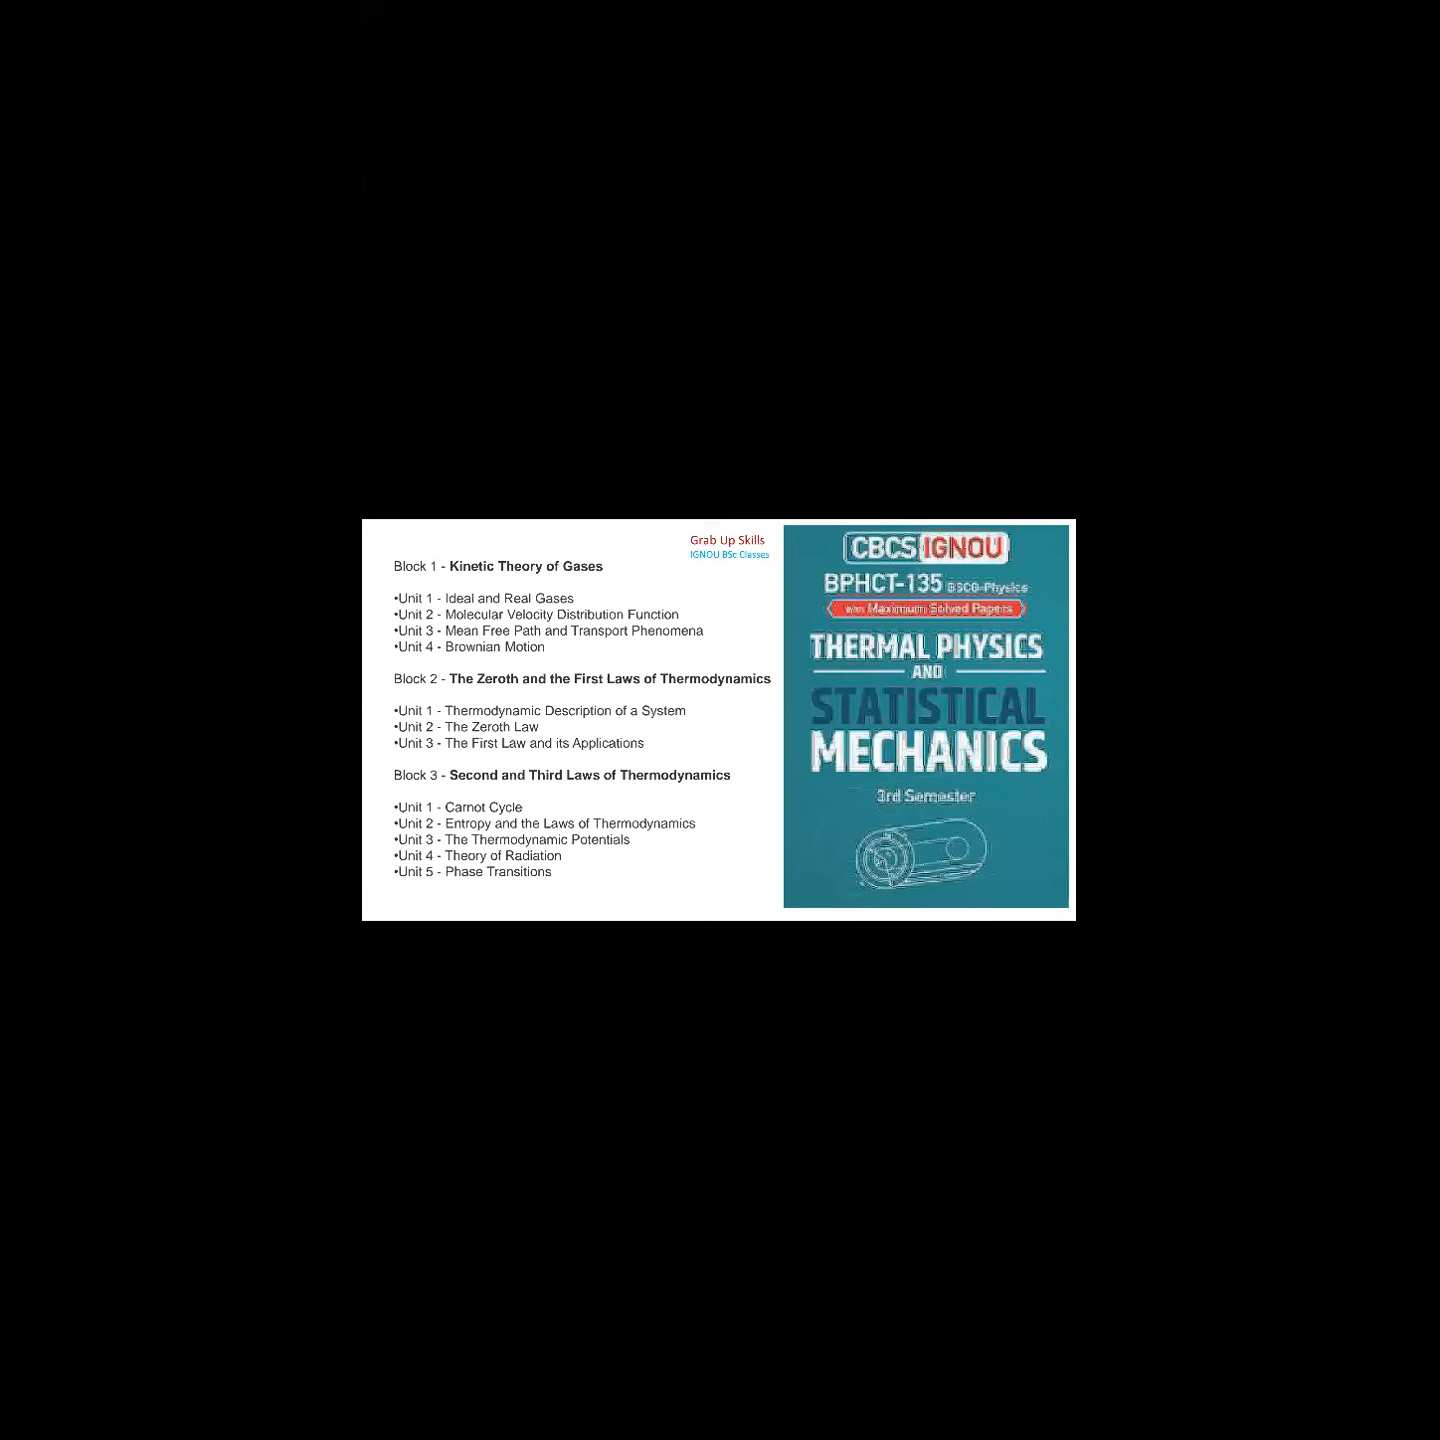 Grab Up Skills
IGNOU BSc Classes
Block 1 - Kinetic Theory of Gases
•Unit 1 - Ideal and Real Gases
•Unit 2 - Molecular Velocity Distribution Function
•Unit 3 - Mean Free Path and Transport Phenomena
•Unit 4 - Brownian Motion
Block 2 - The Zeroth and the First Laws of Thermodynamics
•Unit 1 - Thermodynamic Description of a System
•Unit 2 - The Zeroth Law
•Unit 3 - The First Law and its Applications
Block 3 - Second and Third Laws of Thermodynamics
•Unit 1 - Carnot Cycle
•Unit 2 - Entropy and the Laws of Thermodynamics
•Unit 3 - The Thermodynamic Potentials
•Unit 4 - Theory of Radiation
•Unit 5 - Phase Transitions
CBCS IGNOU
BPHCT-135 BSCG-Physics
with Maximum Solved Papers
THERMAL PHYSICS
AND
STATISTICAL
MECHANICS
3rd Semester